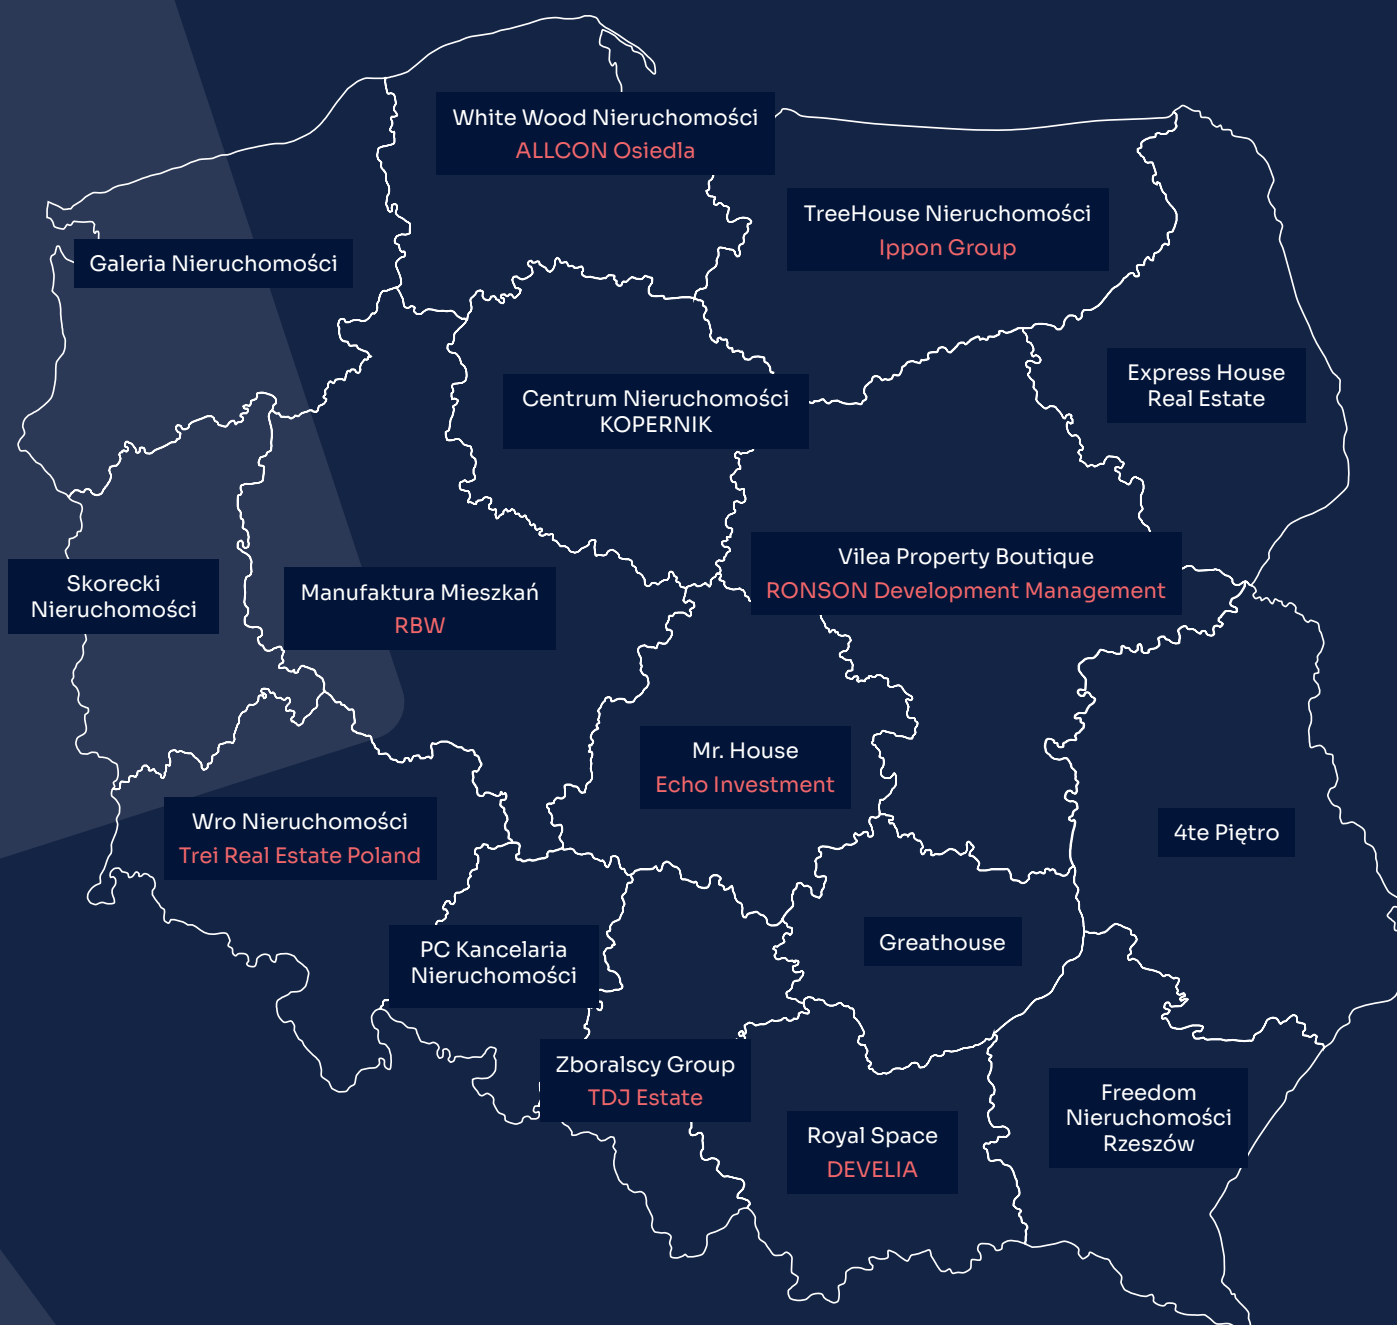 White Wood Nieruchomości
ALLCON Osiedla
TreeHouse Nieruchomości
Ippon Group
Galeria Nieruchomości
Express House
Real Estate
Centrum Nieruchomości
KOPERNIK
Vilea Property Boutique
RONSON Development Management
Skorecki
Nieruchomości
Manufaktura Mieszkań
RBW
Mr. House
Echo Investment
Wro Nieruchomości
Trei Real Estate Poland
4te Piętro
PC Kancelaria
Nieruchomości
Greathouse
Zboralscy Group
TDJ Estate
Royal Space
DEVELIA
Freedom
Nieruchomości
Rzeszów